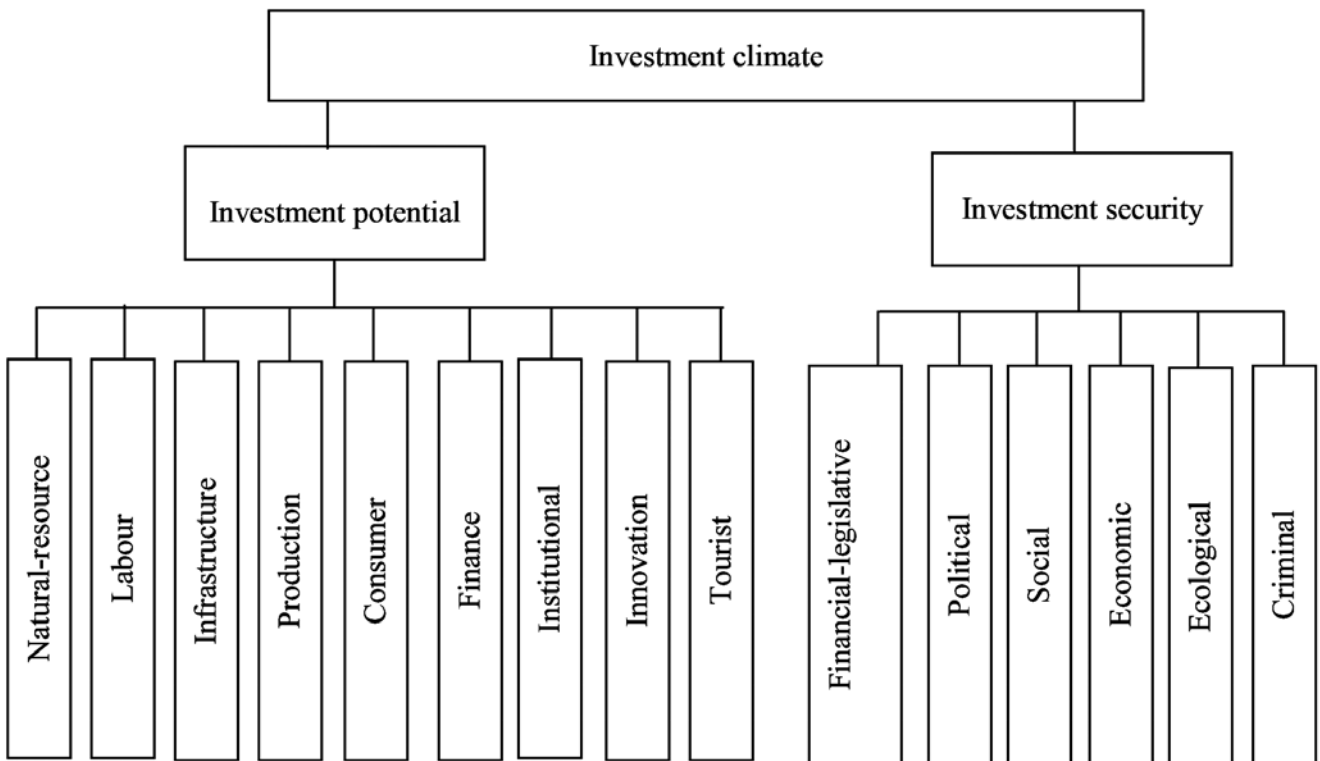 Investment climate
Investment potential
Investment security
Natural-resource
Labour
Infrastructure
Production
Consumer
Finance
Institutional
Innovation
Tourist
Financial-legislative
Political
Social
Economic
Ecological
Criminal